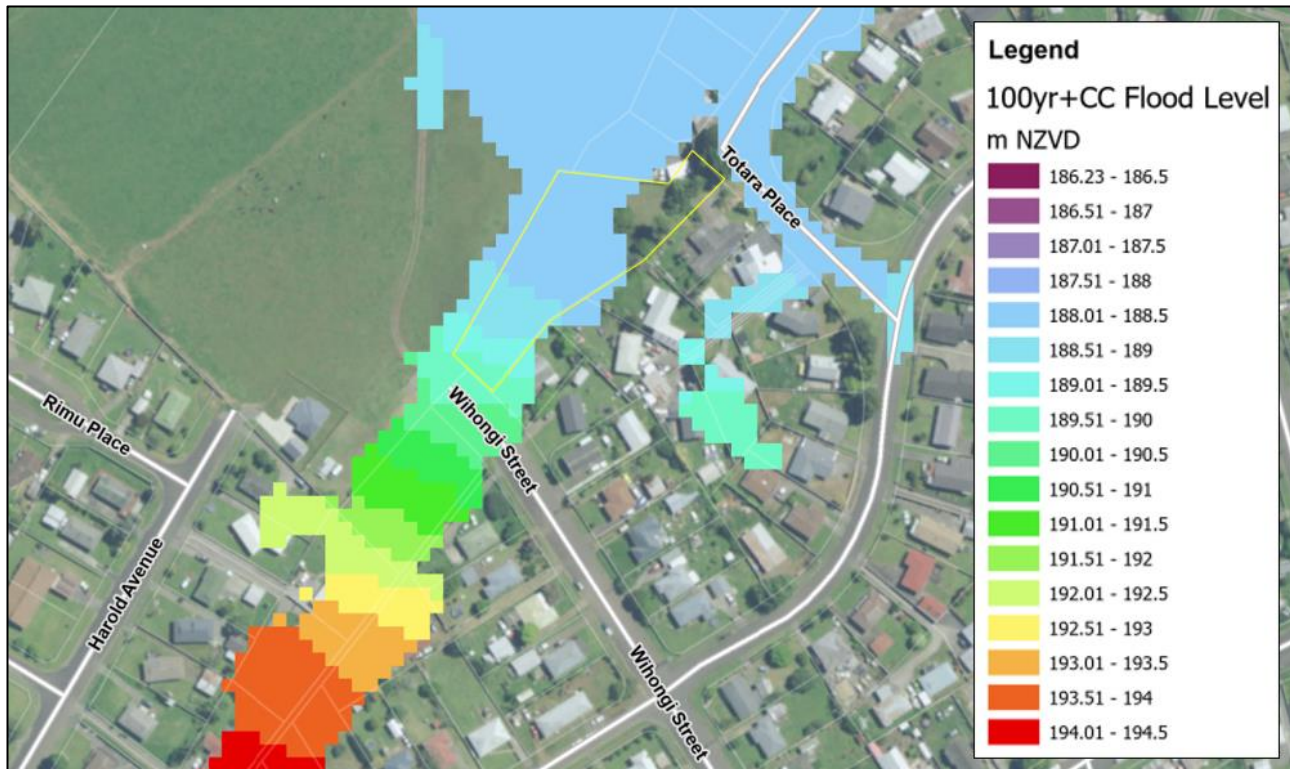 Legend
100yr+CC Flood Level
m NZVD
186.23 - 186.5
186.51 - 187
187.01 - 187.5
187.51 - 188
188.01 - 188.5
188.51 - 189
189.01 - 189.5
189.51 - 190
190.01 - 190.5
190.51 - 191
191.01 - 191.5
191.51 - 192
192.01 - 192.5
192.51 - 193
193.01 - 193.5
193.51 - 194
194.01 - 194.5
Totara Place
Wihongi Street
Rimu Place
Harold Avenue
Wihongi Street